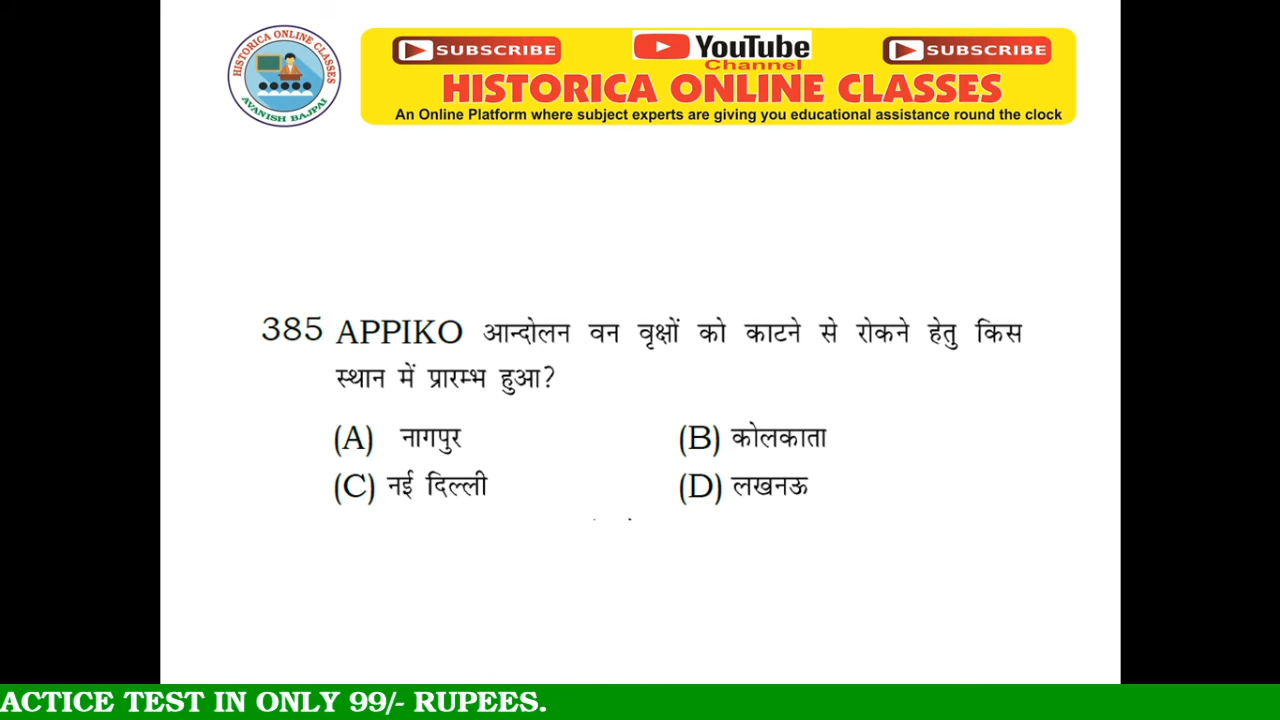 HISTORICA ONLINE CLASSES
AVANISH BAJPAI
SUBSCRIBE
YouTube
Channel
SUBSCRIBE
HISTORICA ONLINE CLASSES
An Online Platform where subject experts are giving you educational assistance round the clock
385 APPIKO आन्दोलन वन वृक्षों को काटने से रोकने हेतु किस
स्थान में प्रारम्भ हुआ?
(A) नागपुर (B) कोलकाता
(C) नई दिल्ली (D) लखनऊ
ACTICE TEST IN ONLY 99/- RUPEES.